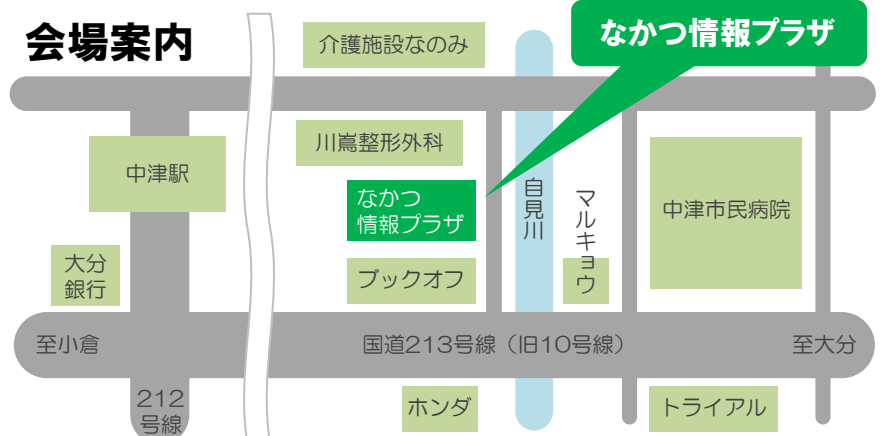 会場案内
介護施設なのみ
なかつ情報プラザ
川嶌整形外科
中津駅
なかつ
情報プラザ
自見川
マルキョウ
中津市民病院
大分
銀行
ブックオフ
至小倉
国道213号線（旧10号線）
至大分
212
号線
ホンダ
トライアル